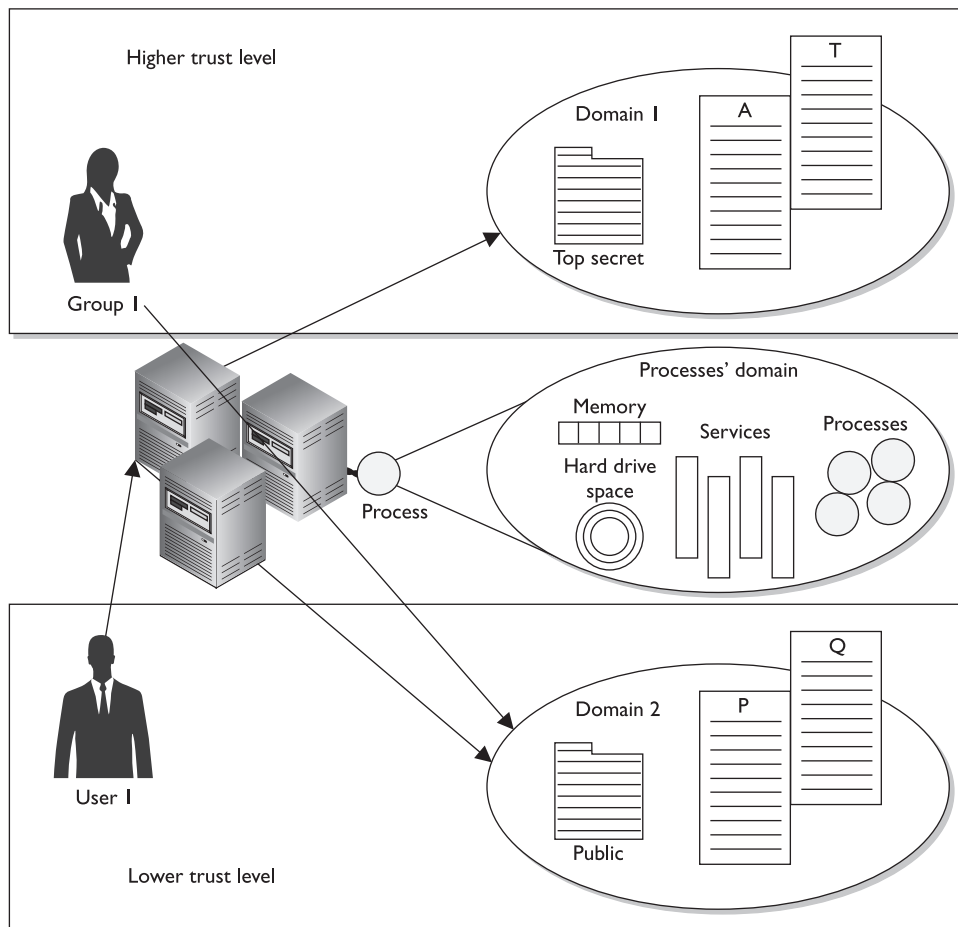 Higher trust level
T
Domain 1
A
Top secret
Group 1
Processes' domain
Memory
Services
Processes
Hard drive
space
Process
Q
Domain 2
P
User 1
Public
Lower trust level